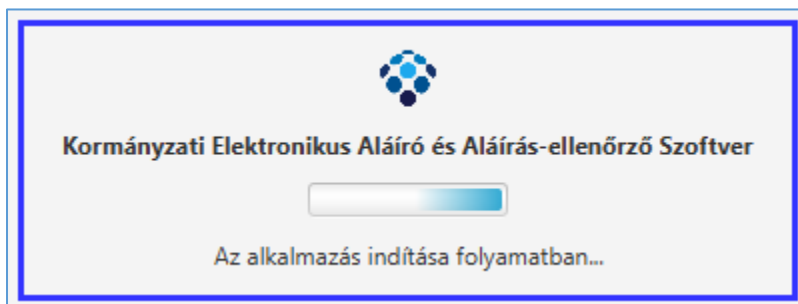 Kormányzati Elektronikus Aláíró és Aláírás-ellenőrző Szoftver
Az alkalmazás indítása folyamatban...